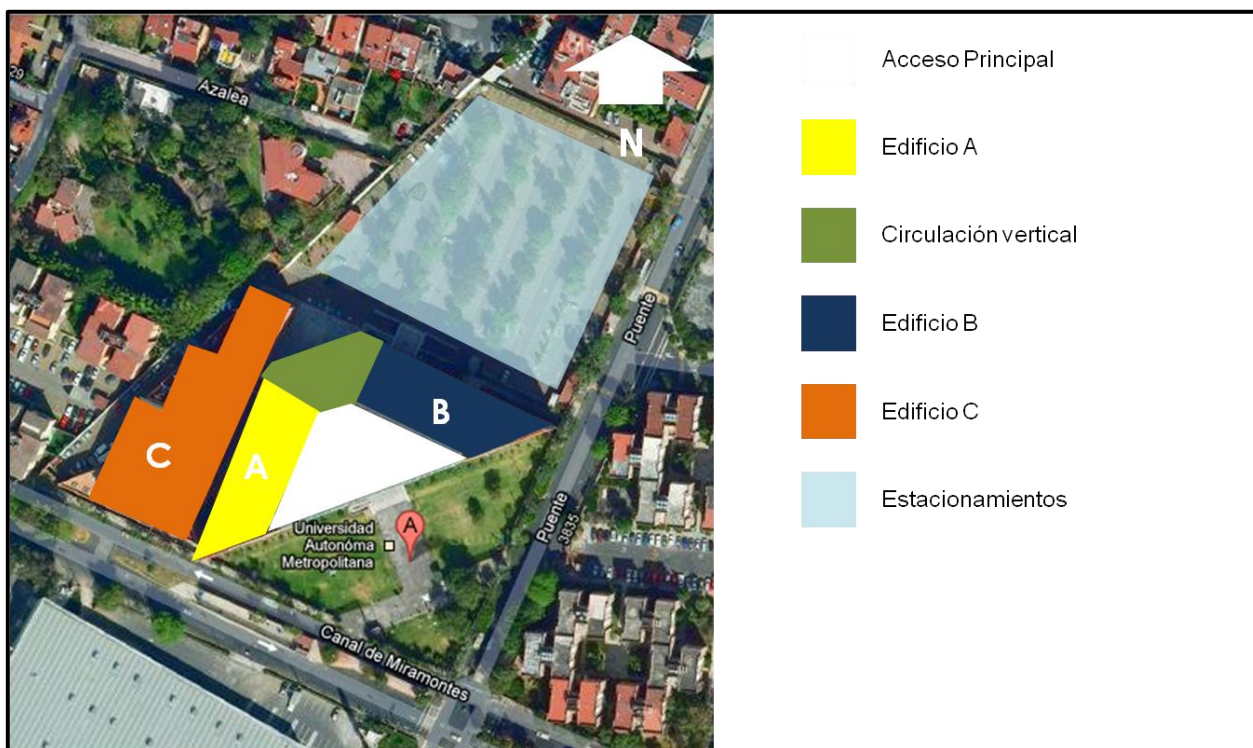 29
Azalea
N
Puente
B
C
A
A
Universidad
Autonóma
Metropolitana
Puente
3835
Canal de Miramontes
Acceso Principal
Edificio A
Circulación vertical
Edificio B
Edificio C
Estacionamientos